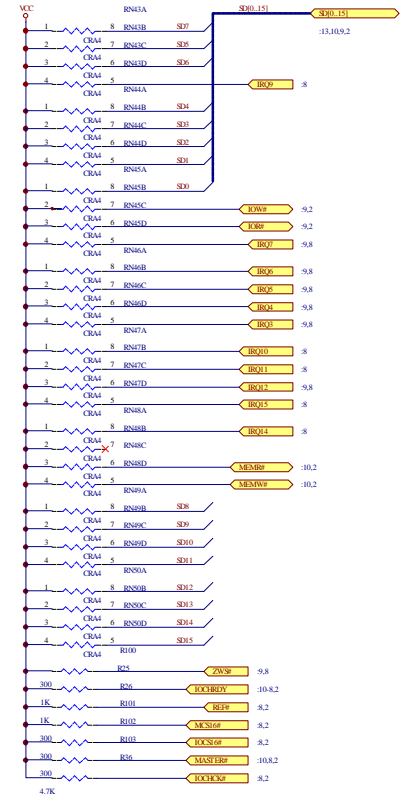 VCC RN43A SD[0..15] SD[0..15]
1 8 RN43B SD7 :13,10,9,2
CRA4
2 7 RN43C SD5
CRA4
3 6 RN43D SD6
CRA4
4 5 IRQ9 :8
RN44A
CRA4
1 8 RN44B SD4
CRA4
2 7 RN44C SD3
CRA4
3 6 RN44D SD2
CRA4
4 5 SD1
RN45A
CRA4
1 8 RN45B SD0
CRA4
2 7 RN45C IOW# :9,2
CRA4
3 6 RN45D IOR# :9,2
CRA4
4 5 IRQ7 :9,8
RN46A
CRA4
1 8 RN46B IRQ6 :9,8
CRA4
2 7 RN46C IRQ5 :9,8
CRA4
3 6 RN46D IRQ4 :9,8
CRA4
4 5 IRQ3 :9,8
RN47A
CRA4
1 8 RN47B IRQ10 :8
CRA4
2 7 RN47C IRQ11 :8
CRA4
3 6 RN47D IRQ12 :9,8
CRA4
4 5 IRQ15 :8
RN48A
CRA4
1 8 RN48B IRQ14 :8
CRA4
2 7 RN48C
CRA4
3 6 RN48D MEMR# :10,2
CRA4
4 5 MEMW# :10,2
RN49A
CRA4
1 8 RN49B SD8
CRA4
2 7 RN49C SD9
CRA4
3 6 RN49D SD10
CRA4
4 5 SD11
RN50A
CRA4
1 8 RN50B SD12
CRA4
2 7 RN50C SD13
CRA4
3 6 RN50D SD14
CRA4
4 5 SD15
R100
CRA4
R25 ZWS# :9,8
300 R26 IOCHRDY :10-8,2
1K R101 REF# :8,2
1K R102 MCS16# :8,2
300 R103 IOCS16# :8,2
300 R36 MASTER# :10,8,2
300 IOCHCK# :8,2
4.7K